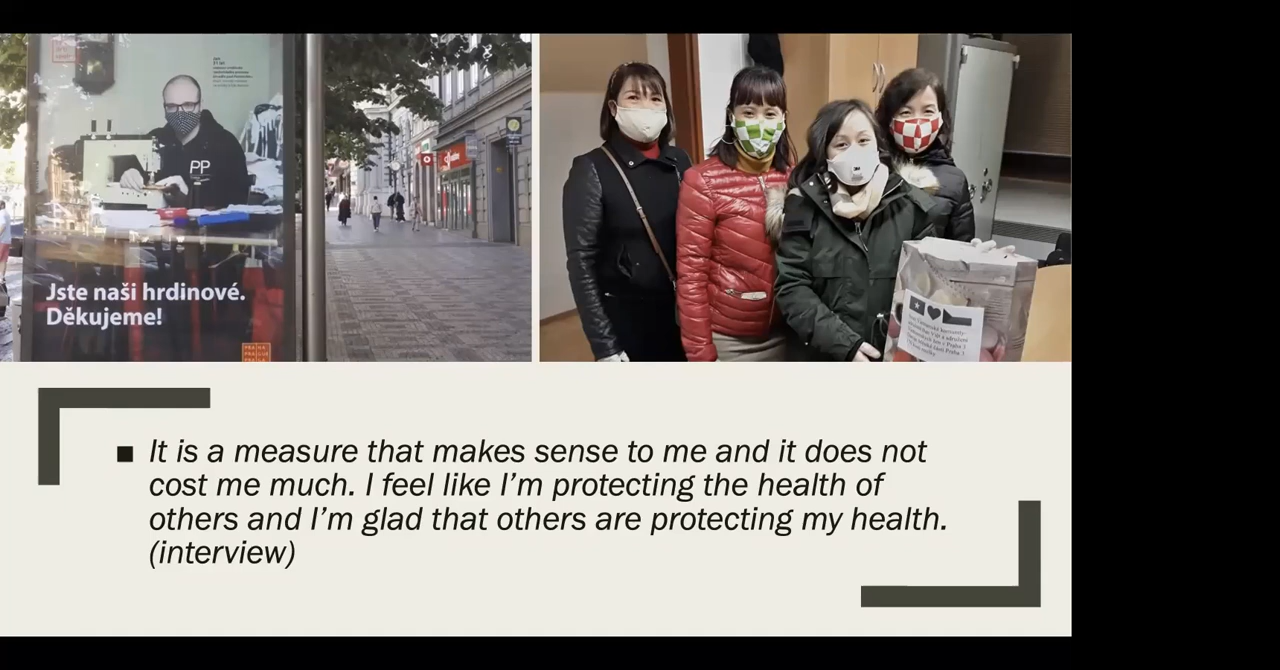 PP
Jste naši hrdinové.
Děkujeme!
3M
■ It is a measure that makes sense to me and it does not
cost me much. I feel like I'm protecting the health of
others and I'm glad that others are protecting my health.
(interview)